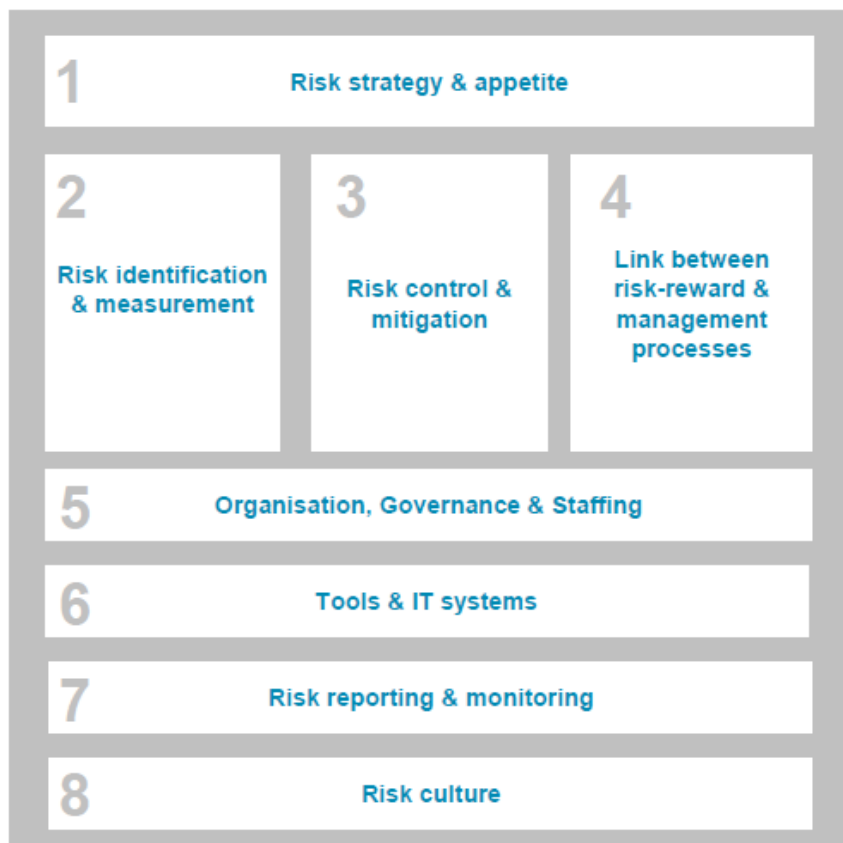 1
Risk strategy & appetite
2
Risk identification
& measurement
3
Risk control &
mitigation
4
Link between
risk-reward &
management
processes
5
Organisation, Governance & Staffing
6
Tools & IT systems
7
Risk reporting & monitoring
8
Risk culture